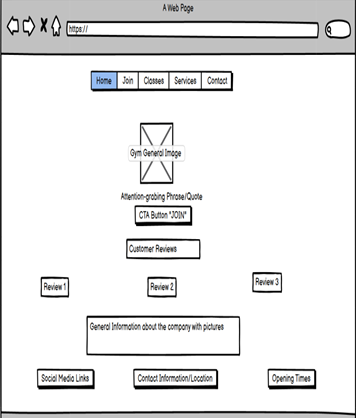 A Web Page
https://
Home Join Classes Services Contact
Gym General Image
Attention-grabing Phrase/Quote
CTA Button "JOIN"
Customer Reviews
Review 1 Review 2 Review 3
General Information about the company with pictures
Social Media Links Contact Information/Location Opening Times